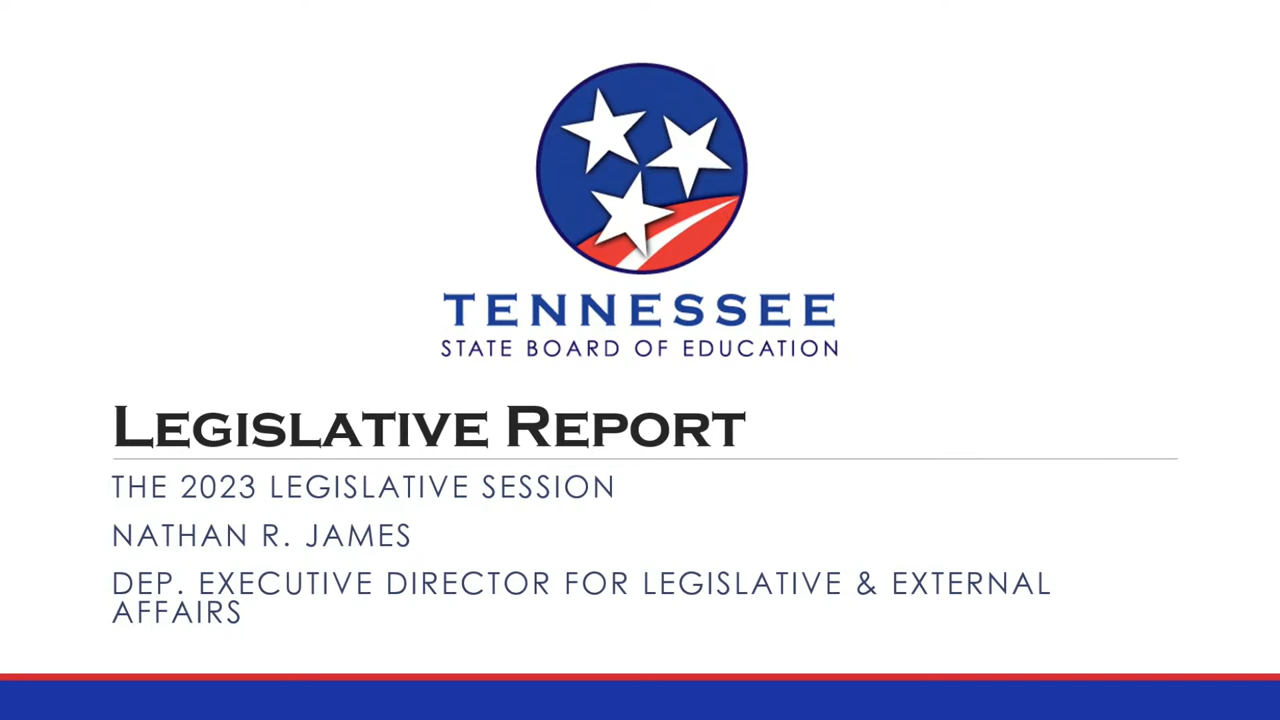 TENNESSEE
STATE BOARD OF EDUCATION
LEGISLATIVE REPORT
THE 2023 LEGISLATIVE SESSION
NATHAN R. JAMES
DEP. EXECUTIVE DIRECTOR FOR LEGISLATIVE & EXTERNAL
AFFAIRS